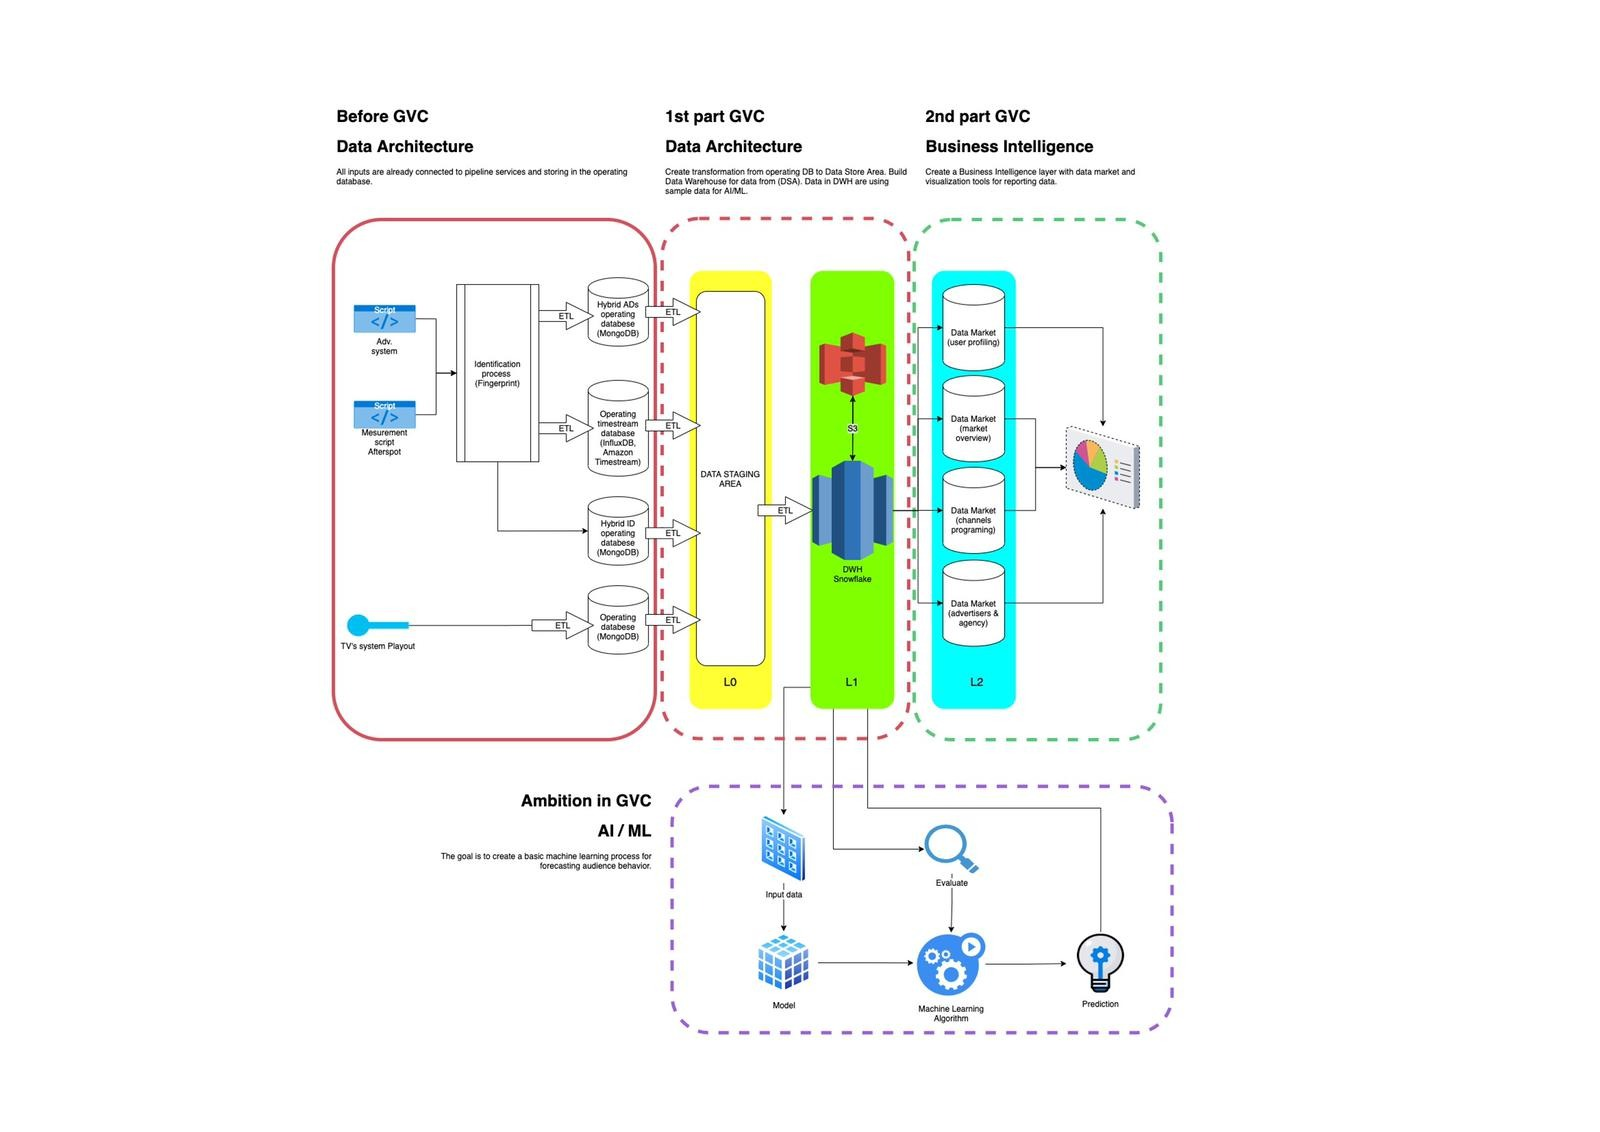 Before GVC
Data Architecture
All inputs are already connected to pipeline services and storing in the operating
database.
1st part GVC
Data Architecture
Create transformation from operating DB to Data Store Area. Build
Data Warehouse for data from (DSA). Data in DWH are using
sample data for AI/ML.
2nd part GVC
Business Intelligence
Create a Business Intelligence layer with data market and
visualization tools for reporting data.
Script
</>
Adv.
system
Script
</>
Mesurement
script
Afterspot
Identification
process
(Fingerprint)
TV's system Playout
ETL
ETL
ETL
Hybrid ADs
operating
databese
(MongoDB)
Operating
timestream
database
(InfluxDB,
Amazon
Timestream)
Hybrid ID
operating
databese
(MongoDB)
Operating
databese
(MongoDB)
ETL
ETL
ETL
ETL
DATA STAGING
AREA
L0
ETL
S3
DWH
Snowflake
L1
Data Market
(user profiling)
Data Market
(market
overview)
Data Market
(channels
programing)
Data Market
(advertisers &
agency)
L2
Ambition in GVC
AI / ML
The goal is to create a basic machine learning process for
forecasting audience behavior.
Input data
Evaluate
Model
Machine Learning
Algorithm
Prediction